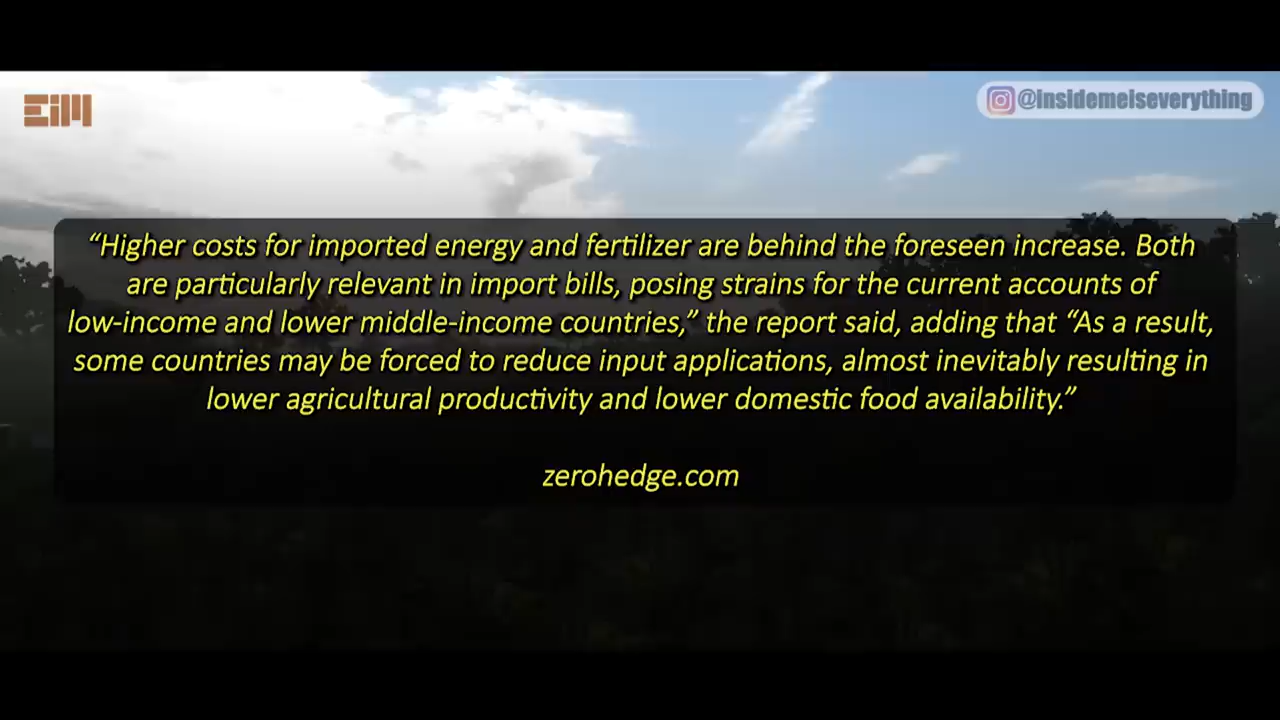 EiM
@insidemeiseverything
“Higher costs for imported energy and fertilizer are behind the foreseen increase. Both
are particularly relevant in import bills, posing strains for the current accounts of
low-income and lower middle-income countries,” the report said, adding that “As a result,
some countries may be forced to reduce input applications, almost inevitably resulting in
lower agricultural productivity and lower domestic food availability.”
zerohedge.com